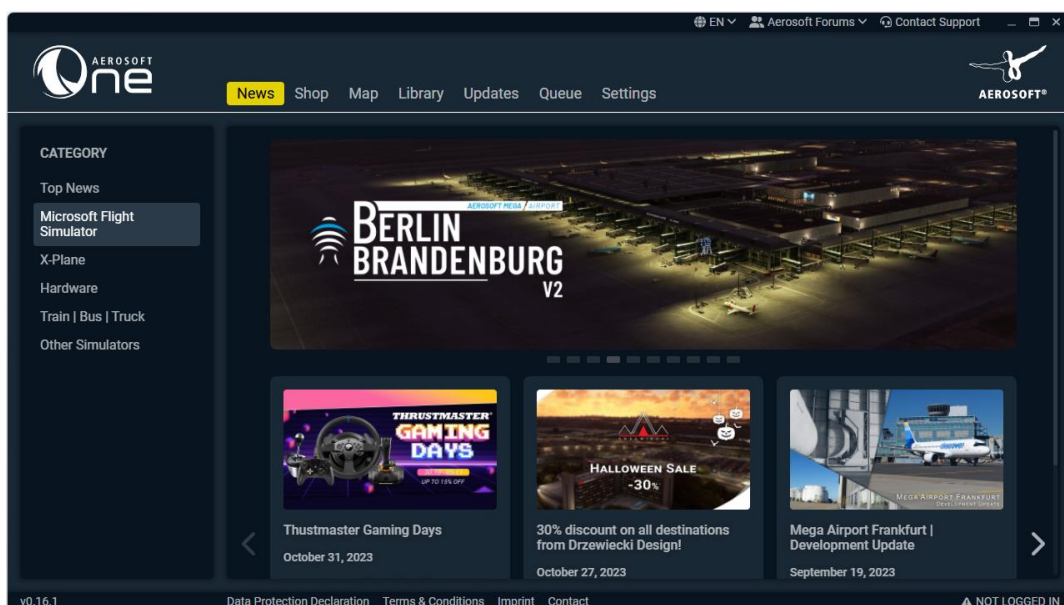 EN
Aerosoft Forums
Contact Support
AEROSOFT
One
News
Shop
Map
Library
Updates
Queue
Settings
AEROSOFT®
CATEGORY
Top News
Microsoft Flight
Simulator
X-Plane
Hardware
Train | Bus | Truck
Other Simulators
AEROSOFT MEGA / AIRPORT
BERLIN
BRANDENBURG
V2
THRUSTMASTER
GAMING
DAYS
UP TO 15% OFF
HALLOWEEN SALE
-30%
MEGA AIRPORT FRANKFURT
DEVELOPMENT UPDATE
Thustmaster Gaming Days
October 31, 2023
30% discount on all destinations
from Drzewiecki Design!
October 27, 2023
Mega Airport Frankfurt |
Development Update
September 19, 2023
v0.16.1
Data Protection Declaration
Terms & Conditions
Imprint
Contact
NOT LOGGED IN